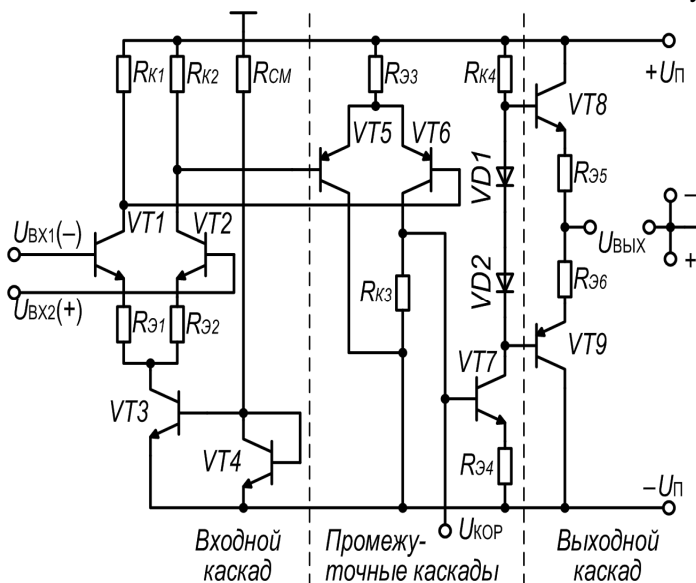 RК1 RК2 RСМ RЭ3 RК4 +UП
VT8
VT5 VT6
VD1
RЭ5
VT1 VT2
UВХ1(–)
UВЫХ
–
+
UВХ2(+)
VD2
RЭ1 RЭ2
RК3
RЭ6
VT7
VT9
VT3
VT4
RЭ4
–UП
UКОР
Входной каскад
Промежу-
точные каскады
Выходной каскад